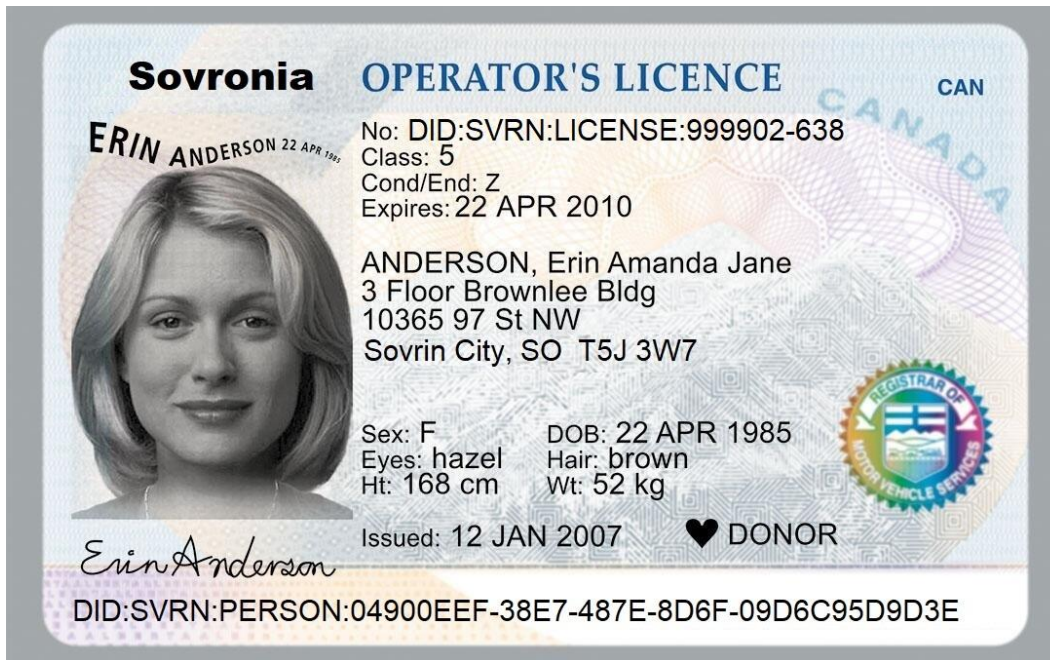 Sovronia OPERATOR'S LICENCE CAN
CANADA
ERIN ANDERSON 22 APR 1985
No: DID:SVRN:LICENSE:999902-638
Class: 5
Cond/End: Z
Expires: 22 APR 2010
ANDERSON, Erin Amanda Jane
3 Floor Brownlee Bldg
10365 97 St NW
Sovrin City, SO T5J 3W7
Sex: F DOB: 22 APR 1985
Eyes: hazel Hair: brown
Ht: 168 cm Wt: 52 kg
Issued: 12 JAN 2007 ♥ DONOR
REGISTRAR OF
MOTOR VEHICLE SERVICES
Erin Anderson
DID:SVRN:PERSON:04900EEF-38E7-487E-8D6F-09D6C95D9D3E